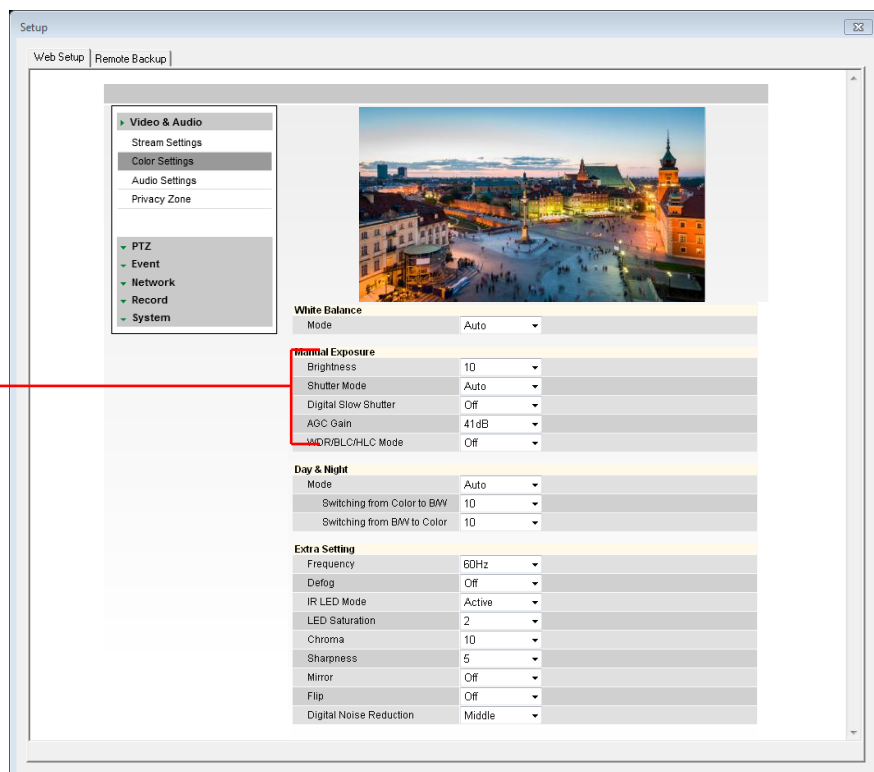 Setup
Web Setup Remote Backup
Video & Audio
Stream Settings
Color Settings
Audio Settings
Privacy Zone
PTZ
Event
Network
Record
System
White Balance
Mode Auto
Manual Exposure
Brightness 10
Shutter Mode Auto
Digital Slow Shutter Off
AGC Gain 41dB
WDR/BLC/HLC Mode Off
Day & Night
Mode Auto
Switching from Color to B/W 10
Switching from B/W to Color 10
Extra Setting
Frequency 60Hz
Defog Off
IR LED Mode Active
LED Saturation 2
Chroma 10
Sharpness 5
Mirror Off
Flip Off
Digital Noise Reduction Middle